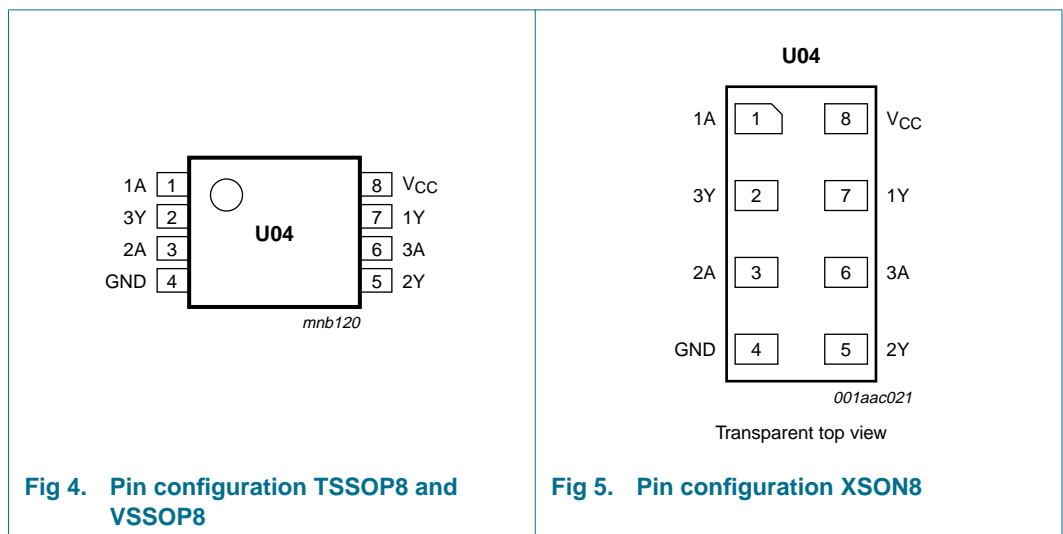 1A 1 8 VCC
3Y 2 7 1Y
U04
2A 3 6 3A
GND 4 5 2Y
mnb120
Fig 4. Pin configuration TSSOP8 and
VSSOP8
U04
1A 1 8 VCC
3Y 2 7 1Y
2A 3 6 3A
GND 4 5 2Y
001aac021
Transparent top view
Fig 5. Pin configuration XSON8